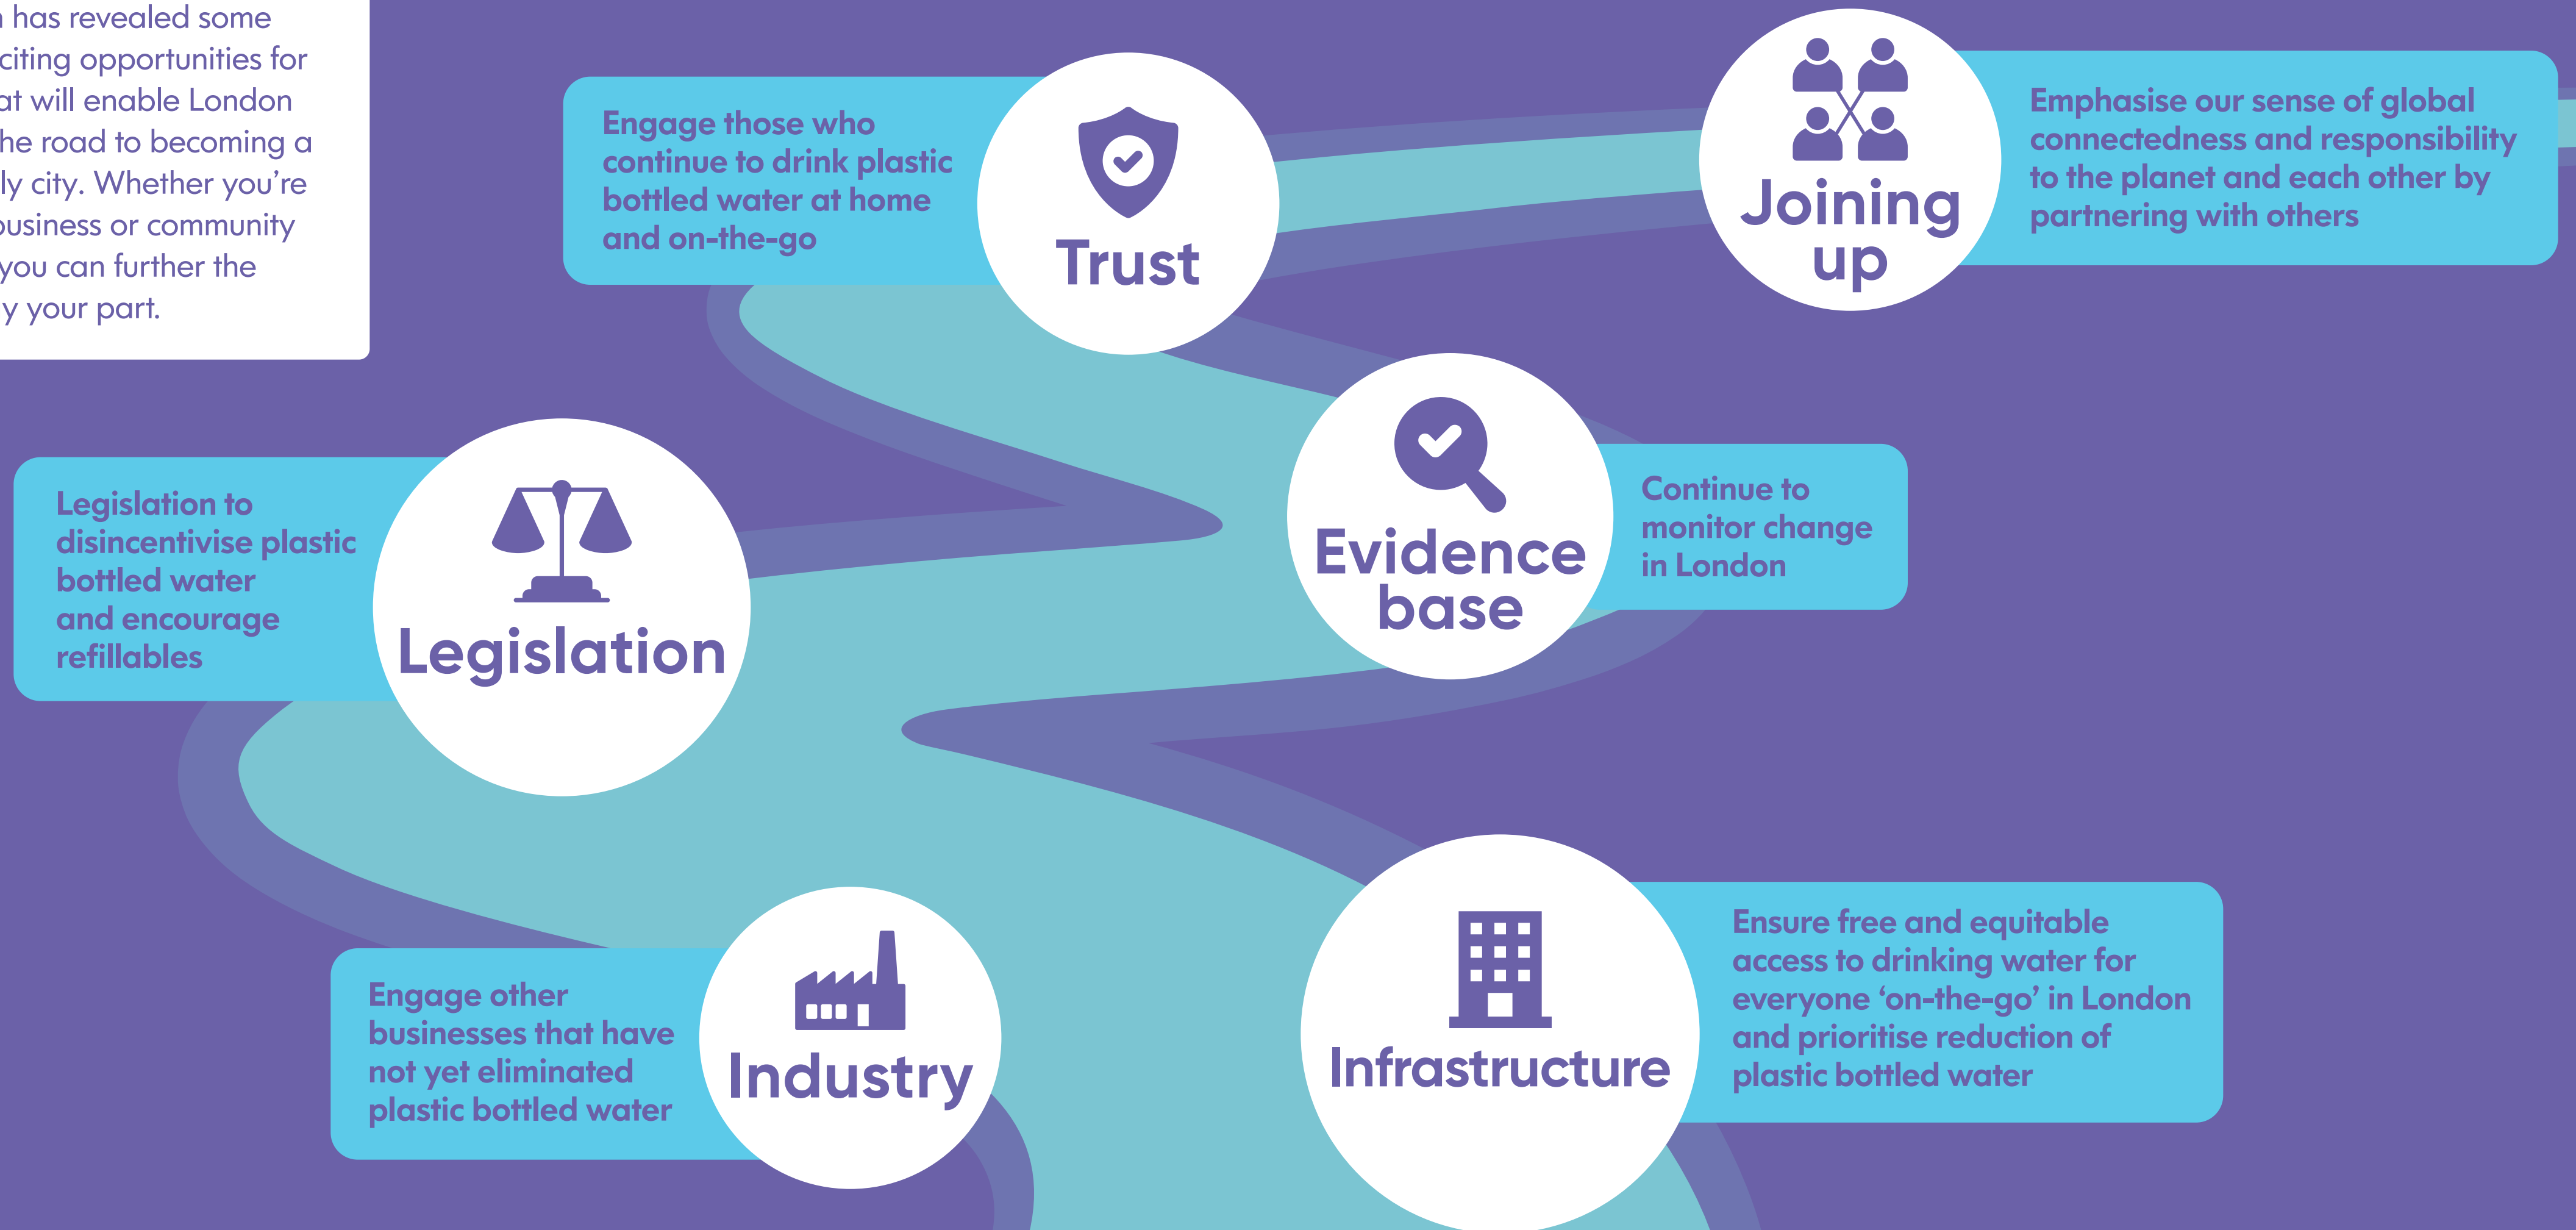 has revealed some
opportunities for
will enable London
the road to becoming a
city. Whether you're
business or community
you can further the
your part.
Engage those who
continue to drink plastic
bottled water at home
and on-the-go
Trust
Joining
up
Emphasise our sense of global
connectedness and responsibility
to the planet and each other by
partnering with others
Legislation to
disincentivise plastic
bottled water
and encourage
refillables
Legislation
Evidence
base
Continue to
monitor change
in London
Engage other
businesses that have
not yet eliminated
plastic bottled water
Industry
Infrastructure
Ensure free and equitable
access to drinking water for
everyone ‘on-the-go’ in London
and prioritise reduction of
plastic bottled water